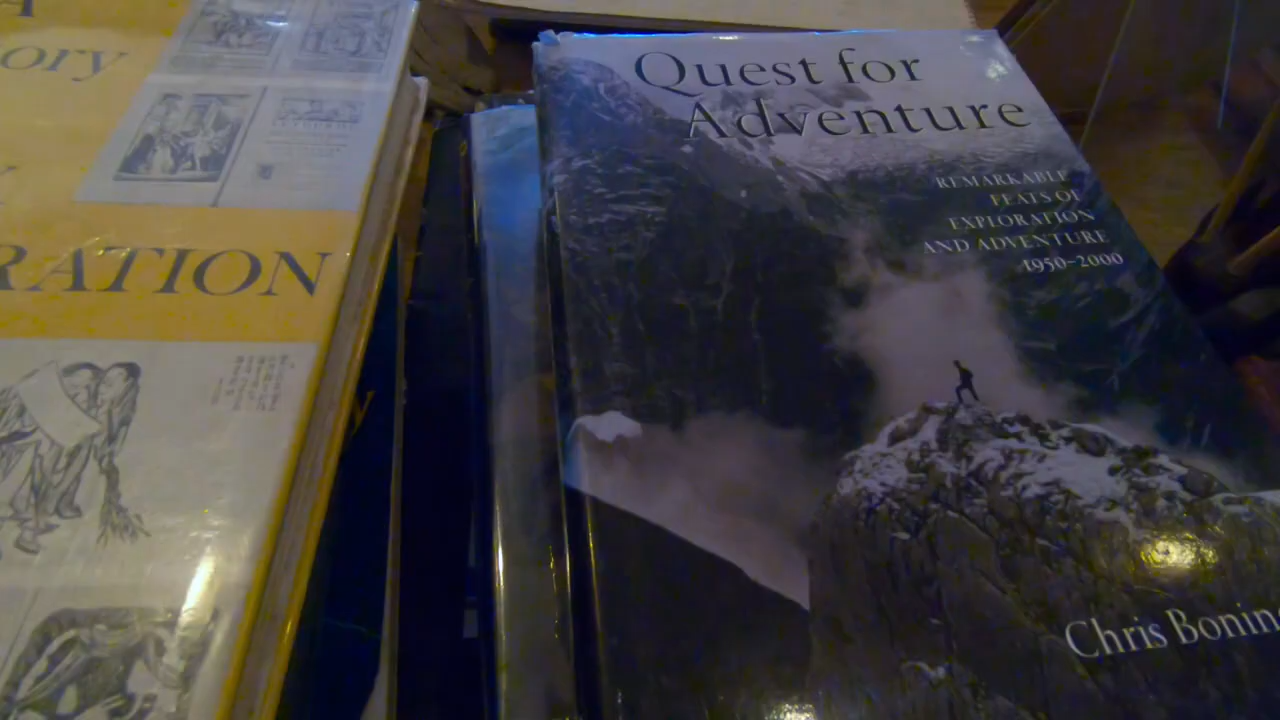 A
ory
Y
RATION
Quest for
Adventure
REMARKABLE
FEATS OF
EXPLORATION
AND ADVENTURE
1950–2000
Chris Bonin